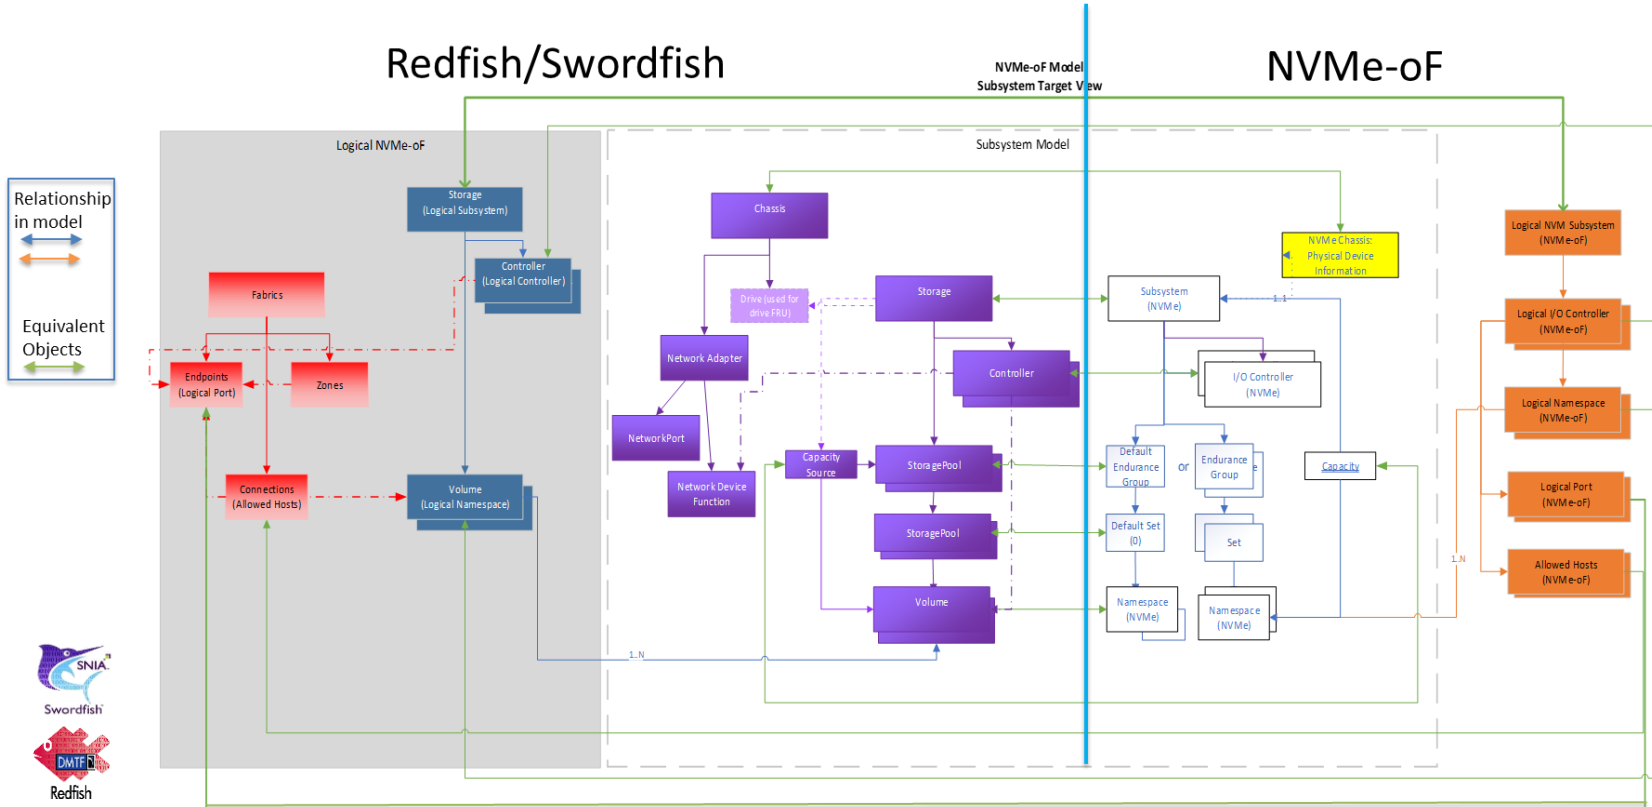 Redfish/Swordfish
NVMe-oF
NVMe-oF Model
Subsystem Target View
Relationship
in model
Equivalent
Objects
Logical NVMe-oF
Storage
(Logical Subsystem)
Controller
(Logical Controller)
Fabrics
Endpoints
(Logical Port)
Zones
Connections
(Allowed Hosts)
Volume
(Logical Namespace)
1..N
Subsystem Model
Chassis
Drive (used for
drive FRU)
Storage
Network Adapter
Controller
NetworkPort
Capacity
Source
StoragePool
Network Device
Function
StoragePool
Volume
NVMe Chassis:
Physical Device
Information
Subsystem
(NVMe)
1..1
I/O Controller
(NVMe)
Default
Endurance
Group
or
Endurance
Group
e
Capacity
Default Set
(0)
Set
Namespace
(NVMe)
Namespace
(NVMe)
Logical NVM Subsystem
(NVMe-oF)
Logical I/O Controller
(NVMe-oF)
Logical Namespace
(NVMe-oF)
Logical Port
(NVMe-oF)
1..N
Allowed Hosts
(NVMe-oF)
SNIA
Swordfish
DMTF
Redfish